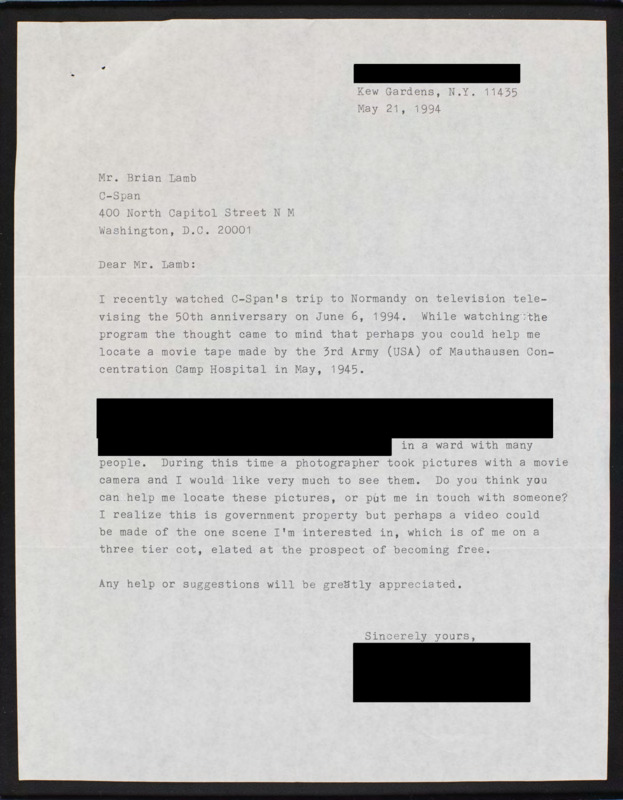 Kew Gardens, N.Y. 11435
May 21, 1994
Mr. Brian Lamb
C-Span
400 North Capitol Street N M
Washington, D.C. 20001
Dear Mr. Lamb:
I recently watched C-Span's trip to Normandy on television tele-
vising the 50th anniversary on June 6, 1994.  While watching the
program the thought came to mind that perhaps you could help me
locate a movie tape made by the 3rd Army (USA) of Mauthausen Con-
centration Camp Hospital in May, 1945.
in a ward with many
people.  During this time a photographer took pictures with a movie
camera and I would like very much to see them.  Do you think you
can help me locate these pictures, or put me in touch with someone?
I realize this is government property but perhaps a video could
be made of the one scene I'm interested in, which is of me on a
three tier cot, elated at the prospect of becoming free.
Any help or suggestions will be greatly appreciated.
Sincerely yours,